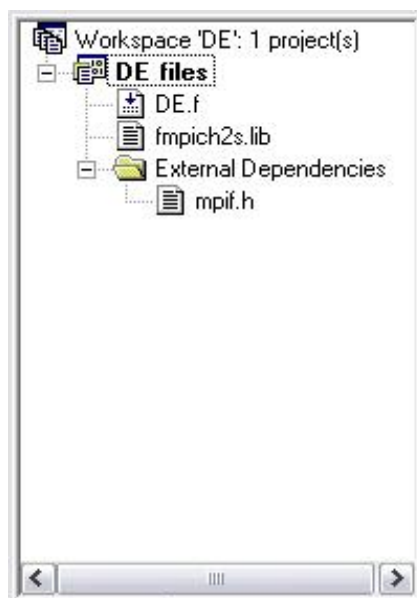 Workspace 'DE': 1 project(s)
DE files
DE.f
fmpich2s.lib
External Dependencies
mpif.h